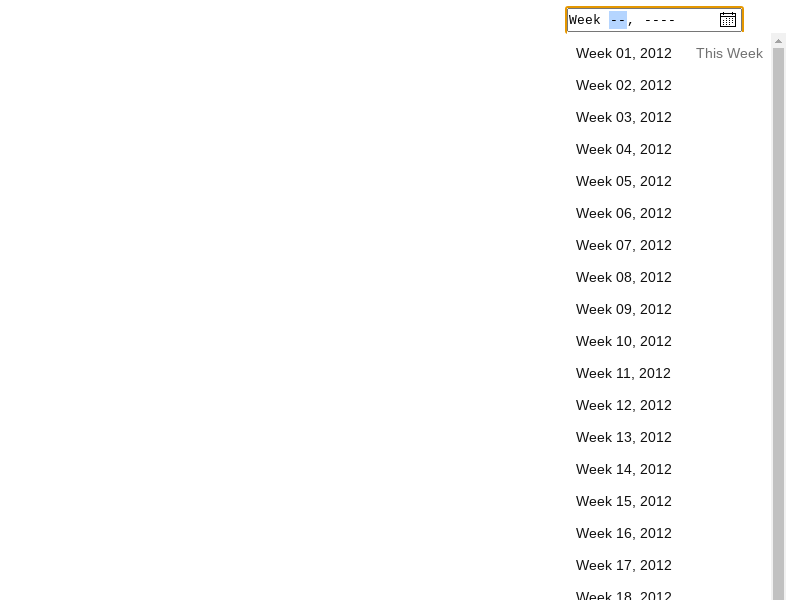 Week --, ----
Week 01, 2012 This Week
Week 02, 2012
Week 03, 2012
Week 04, 2012
Week 05, 2012
Week 06, 2012
Week 07, 2012
Week 08, 2012
Week 09, 2012
Week 10, 2012
Week 11, 2012
Week 12, 2012
Week 13, 2012
Week 14, 2012
Week 15, 2012
Week 16, 2012
Week 17, 2012
Week 18, 2012